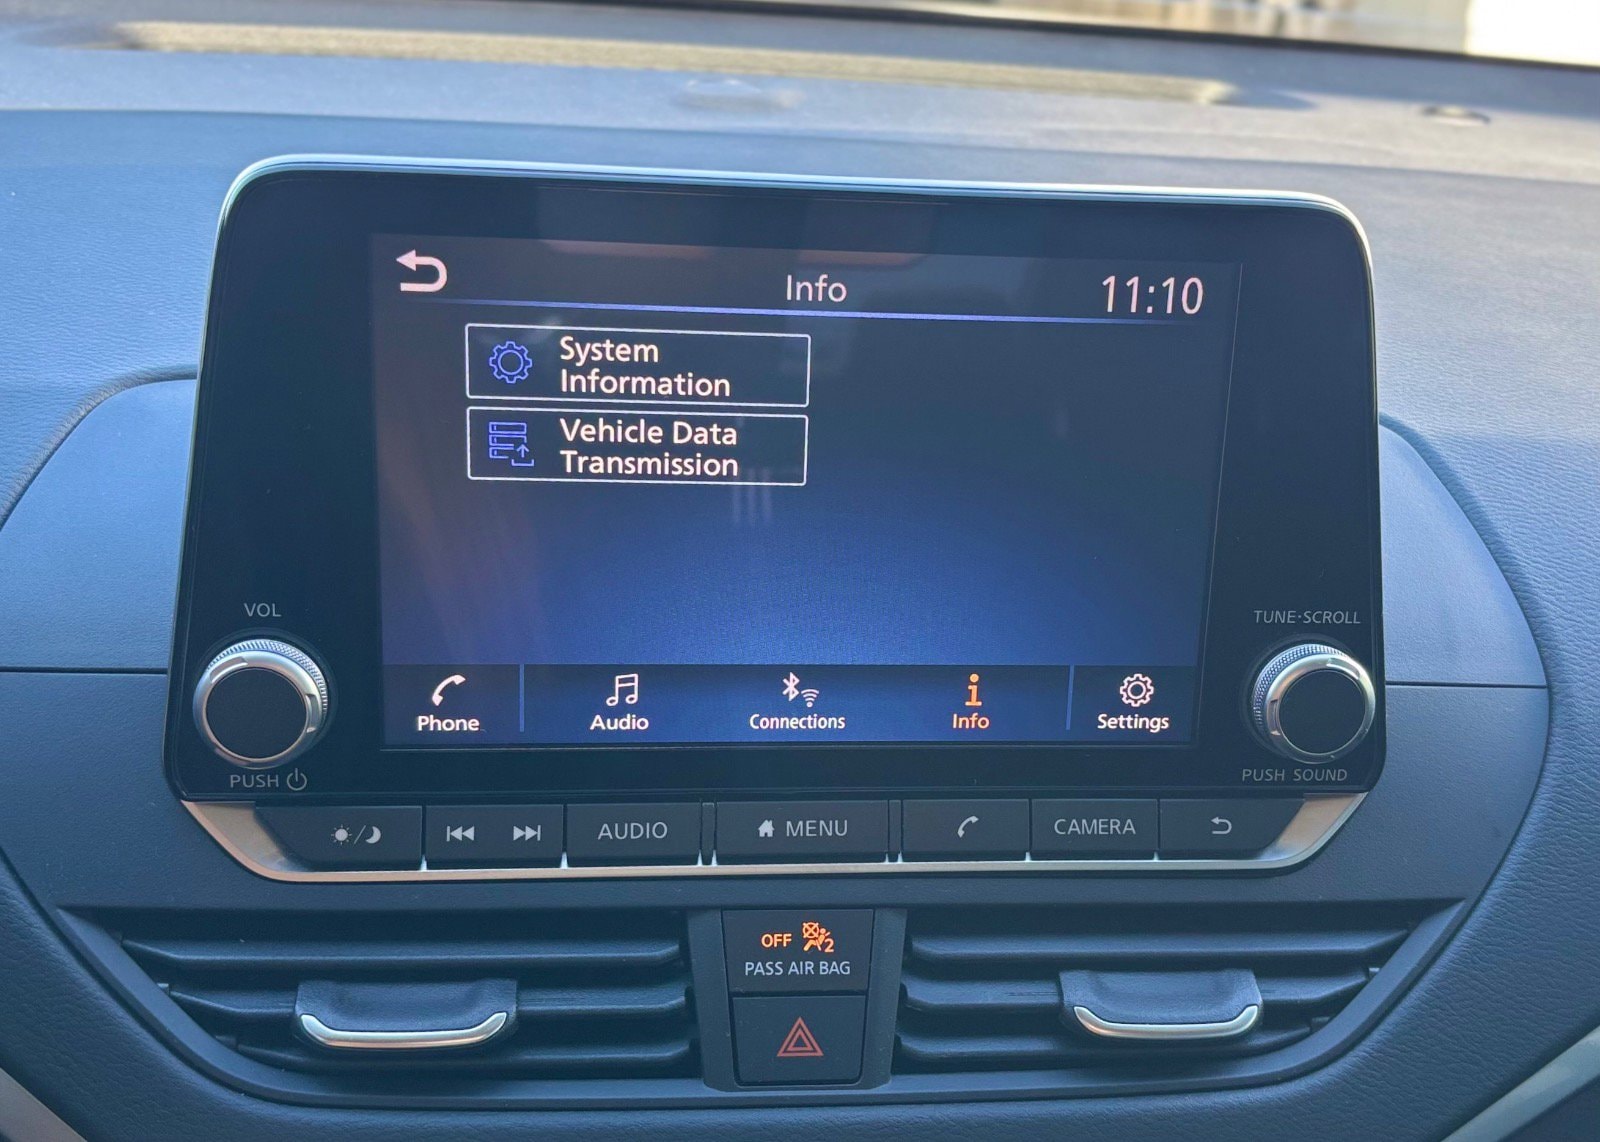 Info
11:10
System
Information
Vehicle Data
Transmission
VOL
TUNE·SCROLL
Phone
Audio
Connections
Info
Settings
PUSH
PUSH SOUND
AUDIO
MENU
CAMERA
OFF
2
PASS AIR BAG